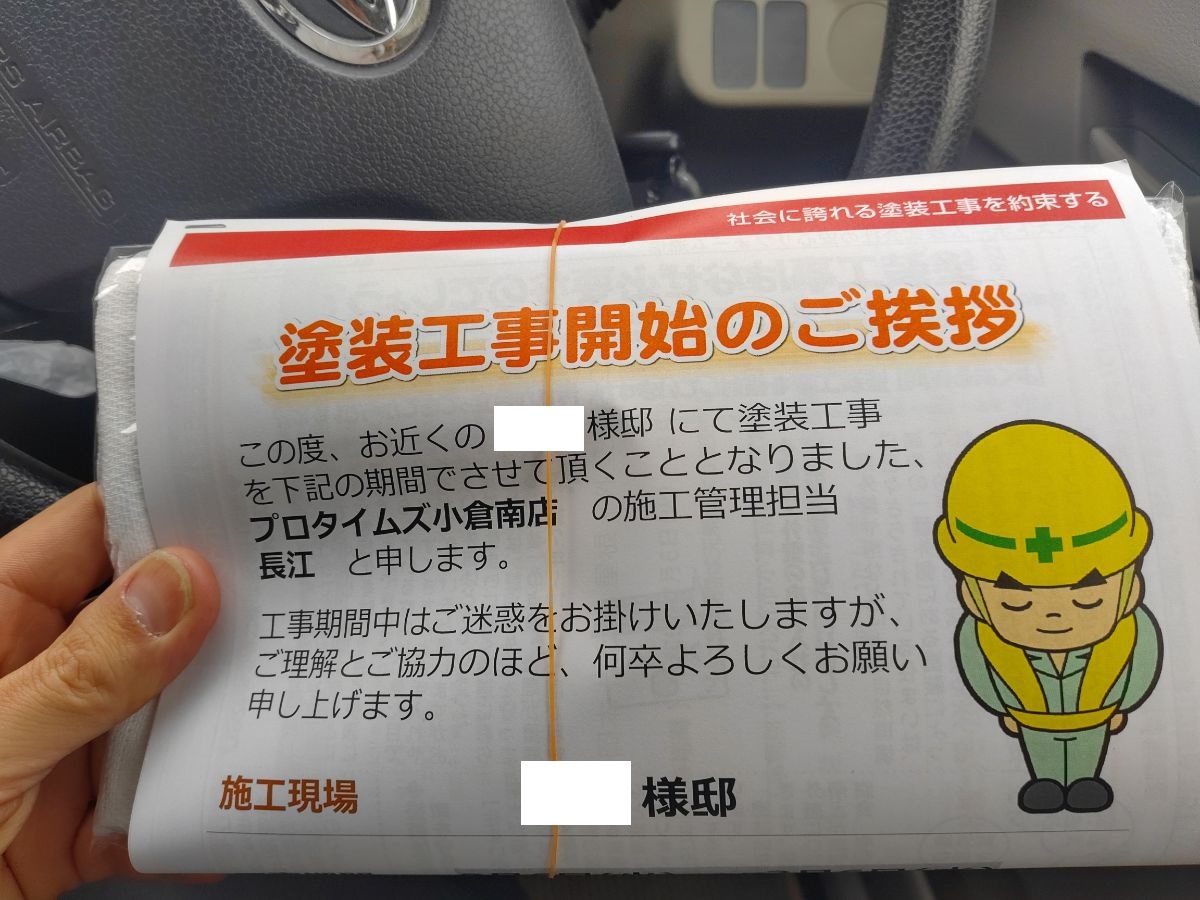 SRS AIRBAG
社会に誇れる塗装工事を約束する
塗装工事開始のご挨拶
この度、お近くの 様邸 にて塗装工事
を下記の期間でさせて頂くこととなりました、
プロタイムズ小倉南店 の施工管理担当
長江 と申します。
工事期間中はご迷惑をお掛けいたしますが、
ご理解とご協力のほど、何卒よろしくお願い
申し上げます。
施工現場 様邸